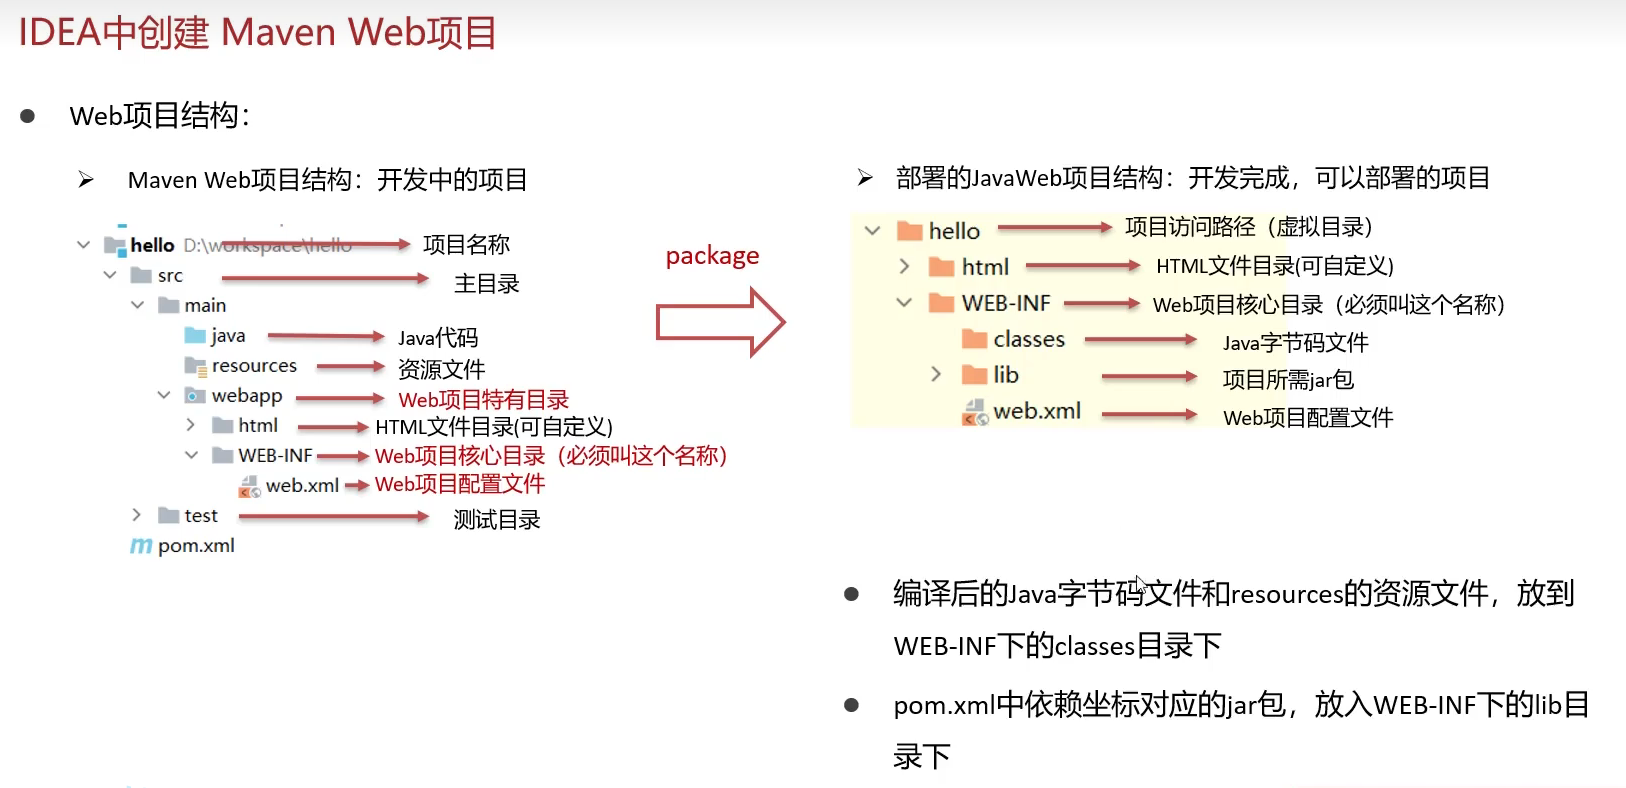 IDEA中创建 Maven Web项目
Web项目结构：
Maven Web项目结构：开发中的项目
hello D:\workspace\hello 项目名称
src 主目录
main
java Java代码
resources 资源文件
webapp Web项目特有目录
html HTML文件目录(可自定义)
WEB-INF Web项目核心目录（必须叫这个名称）
web.xml Web项目配置文件
test 测试目录
pom.xml
package
部署的JavaWeb项目结构：开发完成，可以部署的项目
hello 项目访问路径（虚拟目录）
html HTML文件目录(可自定义)
WEB-INF Web项目核心目录（必须叫这个名称）
classes Java字节码文件
lib 项目所需jar包
web.xml Web项目配置文件
编译后的Java字节码文件和resources的资源文件，放到
WEB-INF下的classes目录下
pom.xml中依赖坐标对应的jar包，放入WEB-INF下的lib目
录下